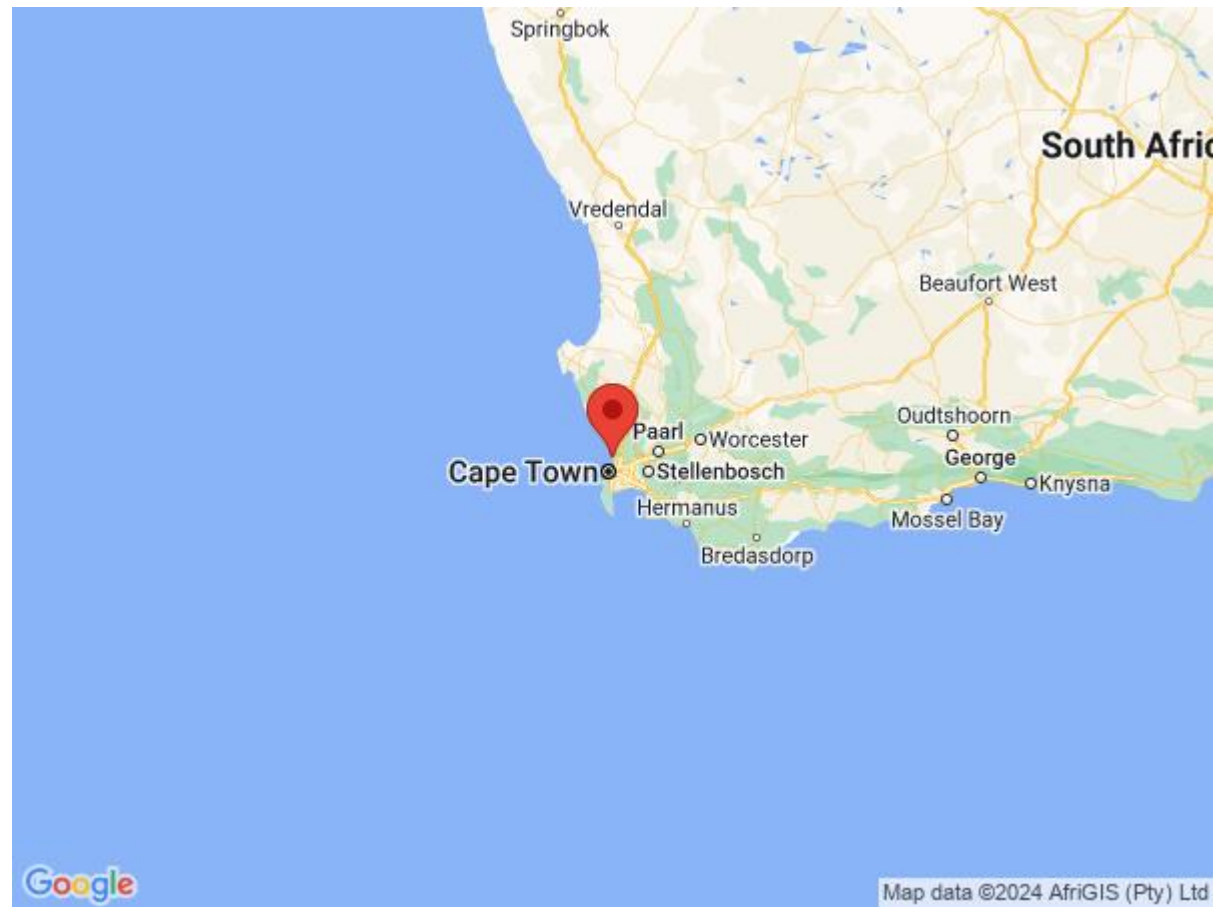 Springbok
South Afric
Vredendal
Beaufort West
Oudtshoorn
Paarl
Worcester
George
Cape Town
Stellenbosch
Knysna
Hermanus
Mossel Bay
Bredasdorp
Google
Map data ©2024 AfriGIS (Pty) Ltd